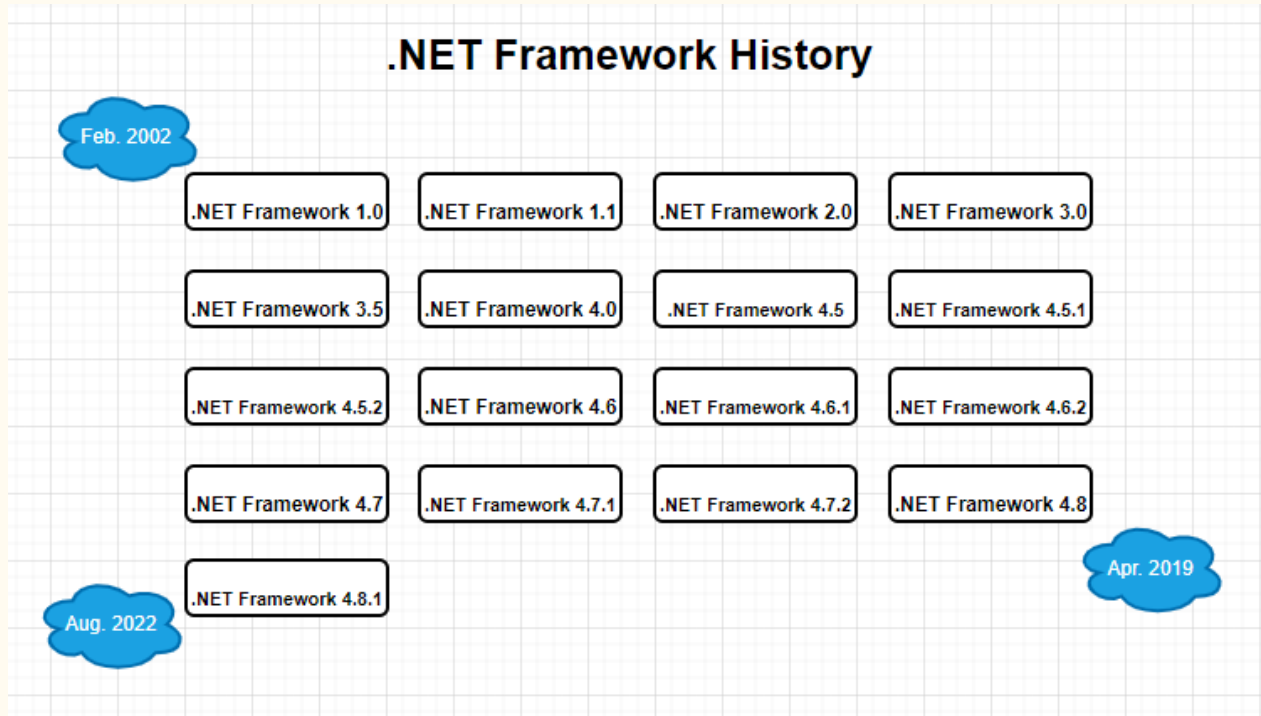 .NET Framework History
Feb. 2002
.NET Framework 1.0
.NET Framework 1.1
.NET Framework 2.0
.NET Framework 3.0
.NET Framework 3.5
.NET Framework 4.0
.NET Framework 4.5
.NET Framework 4.5.1
.NET Framework 4.5.2
.NET Framework 4.6
.NET Framework 4.6.1
.NET Framework 4.6.2
.NET Framework 4.7
.NET Framework 4.7.1
.NET Framework 4.7.2
.NET Framework 4.8
Apr. 2019
.NET Framework 4.8.1
Aug. 2022